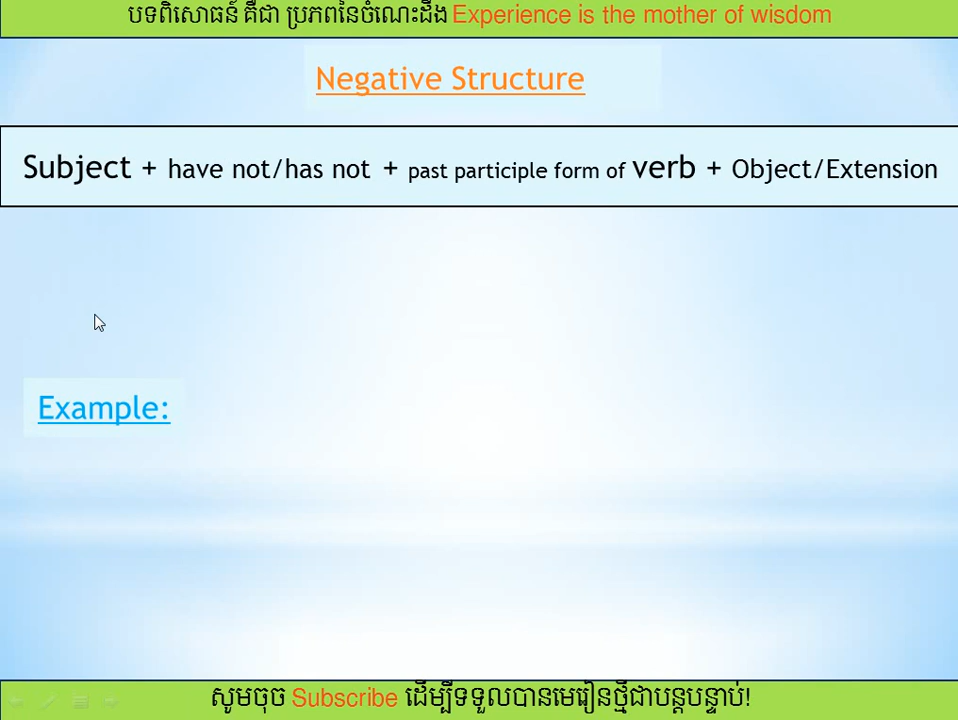 បទពិសោធន៍ គឺជា ប្រភពនៃចំណេះដឹង Experience is the mother of wisdom
Negative Structure
Subject + have not/has not + past participle form of verb + Object/Extension
Example:
សូមចុច Subscribe ដើម្បីទទួលបានមេរៀនថ្មីជាបន្តបន្ទាប់!